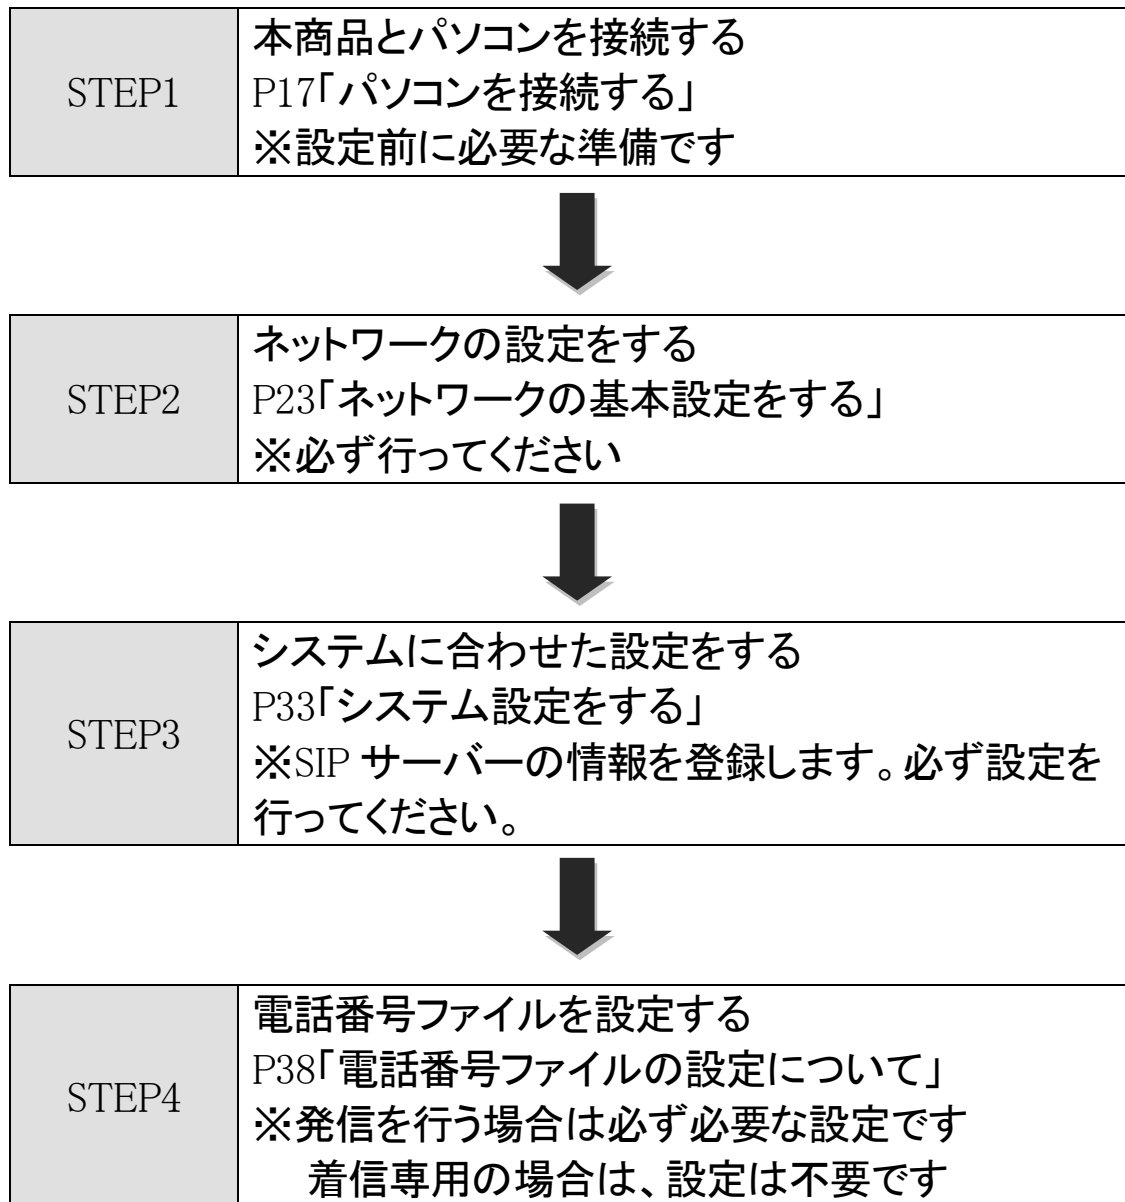 STEP1
本商品とパソコンを接続する
P17「パソコンを接続する」
※設定前に必要な準備です
STEP2
ネットワークの設定をする
P23「ネットワークの基本設定をする」
※必ず行ってください
STEP3
システムに合わせた設定をする
P33「システム設定をする」
※SIP サーバーの情報を登録します。必ず設定を
行ってください。
STEP4
電話番号ファイルを設定する
P38「電話番号ファイルの設定について」
※発信を行う場合は必ず必要な設定です
着信専用の場合は、設定は不要です